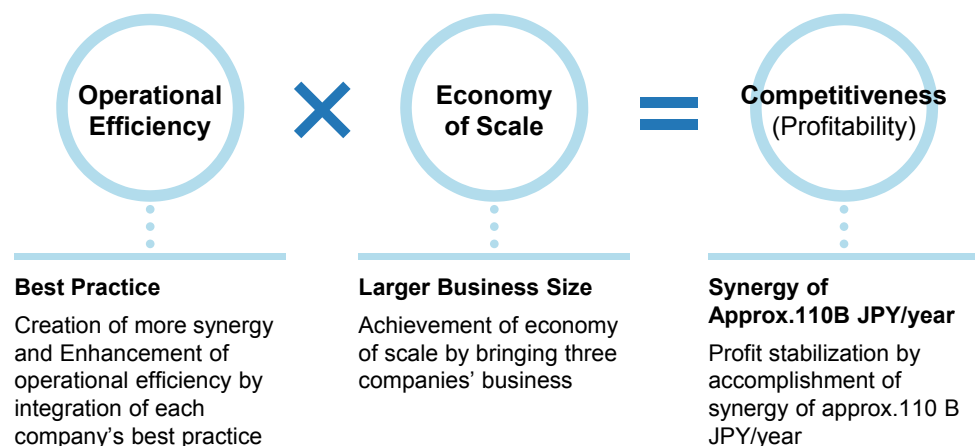 Operational
Efficiency
×
Economy
of Scale
=
Competitiveness
(Profitability)
Best Practice
Creation of more synergy
and Enhancement of
operational efficiency by
integration of each
company's best practice
Larger Business Size
Achievement of economy
of scale by bringing three
companies' business
Synergy of
Approx.110B JPY/year
Profit stabilization by
accomplishment of
synergy of approx.110 B
JPY/year